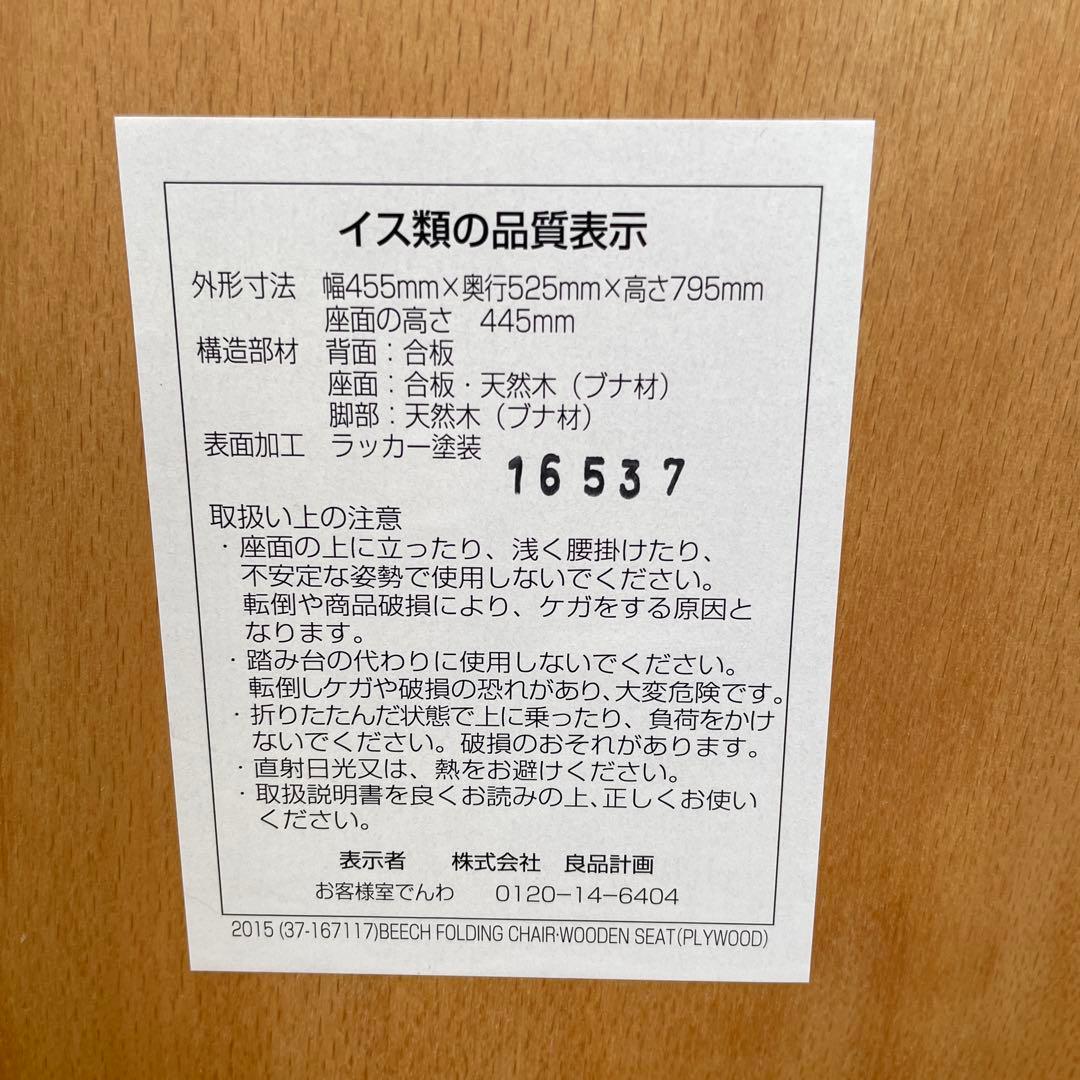 イス類の品質表示
外形寸法 幅455mm×奥行525mm×高さ795mm
座面の高さ 445mm
構造部材 背面：合板
座面：合板・天然木（ブナ材）
脚部：天然木（ブナ材）
表面加工 ラッカー塗装
16537
取扱い上の注意
・座面の上に立ったり、浅く腰掛けたり、
不安定な姿勢で使用しないでください。
転倒や商品破損により、ケガをする原因と
なります。
・踏み台の代わりに使用しないでください。
転倒しケガや破損の恐れがあり、大変危険です。
・折りたたんだ状態で上に乗ったり、負荷をかけ
ないでください。破損のおそれがあります。
・直射日光又は、熱をお避けください。
・取扱説明書を良くお読みの上、正しくお使い
ください。
表示者 株式会社 良品計画
お客様室でんわ 0120-14-6404
2015 (37-167117)BEECH FOLDING CHAIR·WOODEN SEAT(PLYWOOD)